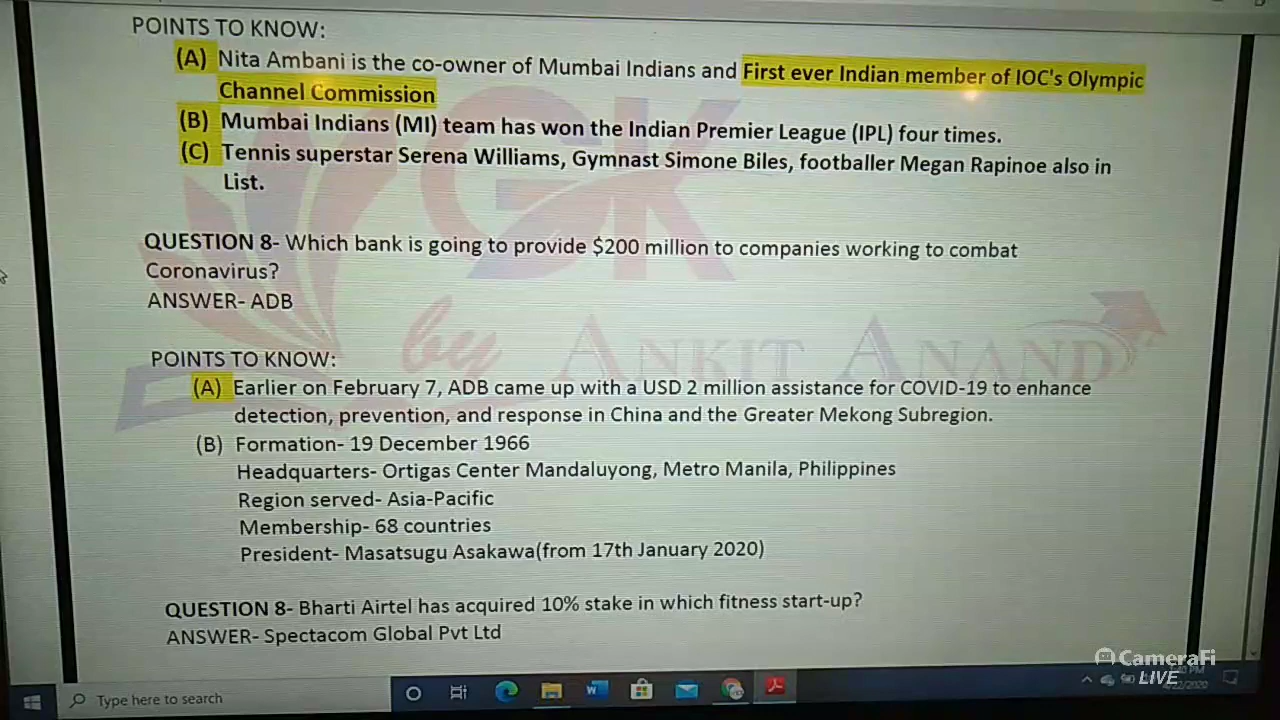 POINTS TO KNOW:
(A) Nita Ambani is the co-owner of Mumbai Indians and First ever Indian member of IOC's Olympic
Channel Commission
(B) Mumbai Indians (MI) team has won the Indian Premier League (IPL) four times.
(C) Tennis superstar Serena Williams, Gymnast Simone Biles, footballer Megan Rapinoe also in
List.
GK
by ANKIT ANAND
QUESTION 8- Which bank is going to provide $200 million to companies working to combat
Coronavirus?
ANSWER- ADB
POINTS TO KNOW:
(A) Earlier on February 7, ADB came up with a USD 2 million assistance for COVID-19 to enhance
detection, prevention, and response in China and the Greater Mekong Subregion.
(B) Formation- 19 December 1966
Headquarters- Ortigas Center Mandaluyong, Metro Manila, Philippines
Region served- Asia-Pacific
Membership- 68 countries
President- Masatsugu Asakawa(from 17th January 2020)
QUESTION 8- Bharti Airtel has acquired 10% stake in which fitness start-up?
ANSWER- Spectacom Global Pvt Ltd
CameraFi
LIVE
Type here to search